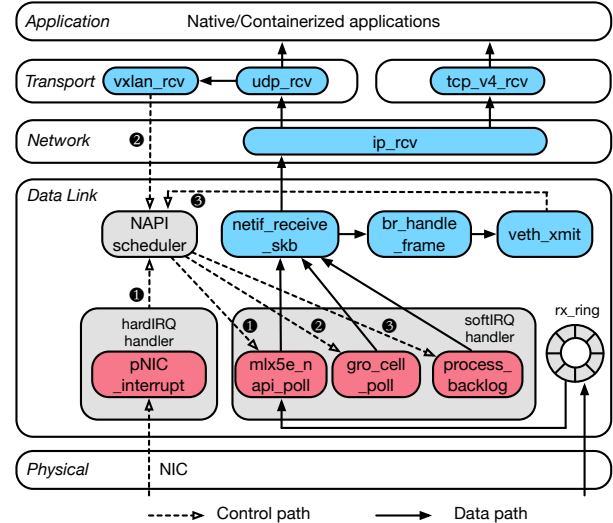 Application
Native/Containerized applications
Transport
vxlan_rcv
udp_rcv
tcp_v4_rcv
❷
Network
ip_rcv
Data Link
❸
NAPI
scheduler
netif_receive
_skb
br_handle
_frame
veth_xmit
❶
hardIRQ
handler
pNIC
_interrupt
❶
❷
❸
softIRQ
handler
rx_ring
mlx5e_n
api_poll
gro_cell
_poll
process_
backlog
Physical
NIC
Control path
Data path